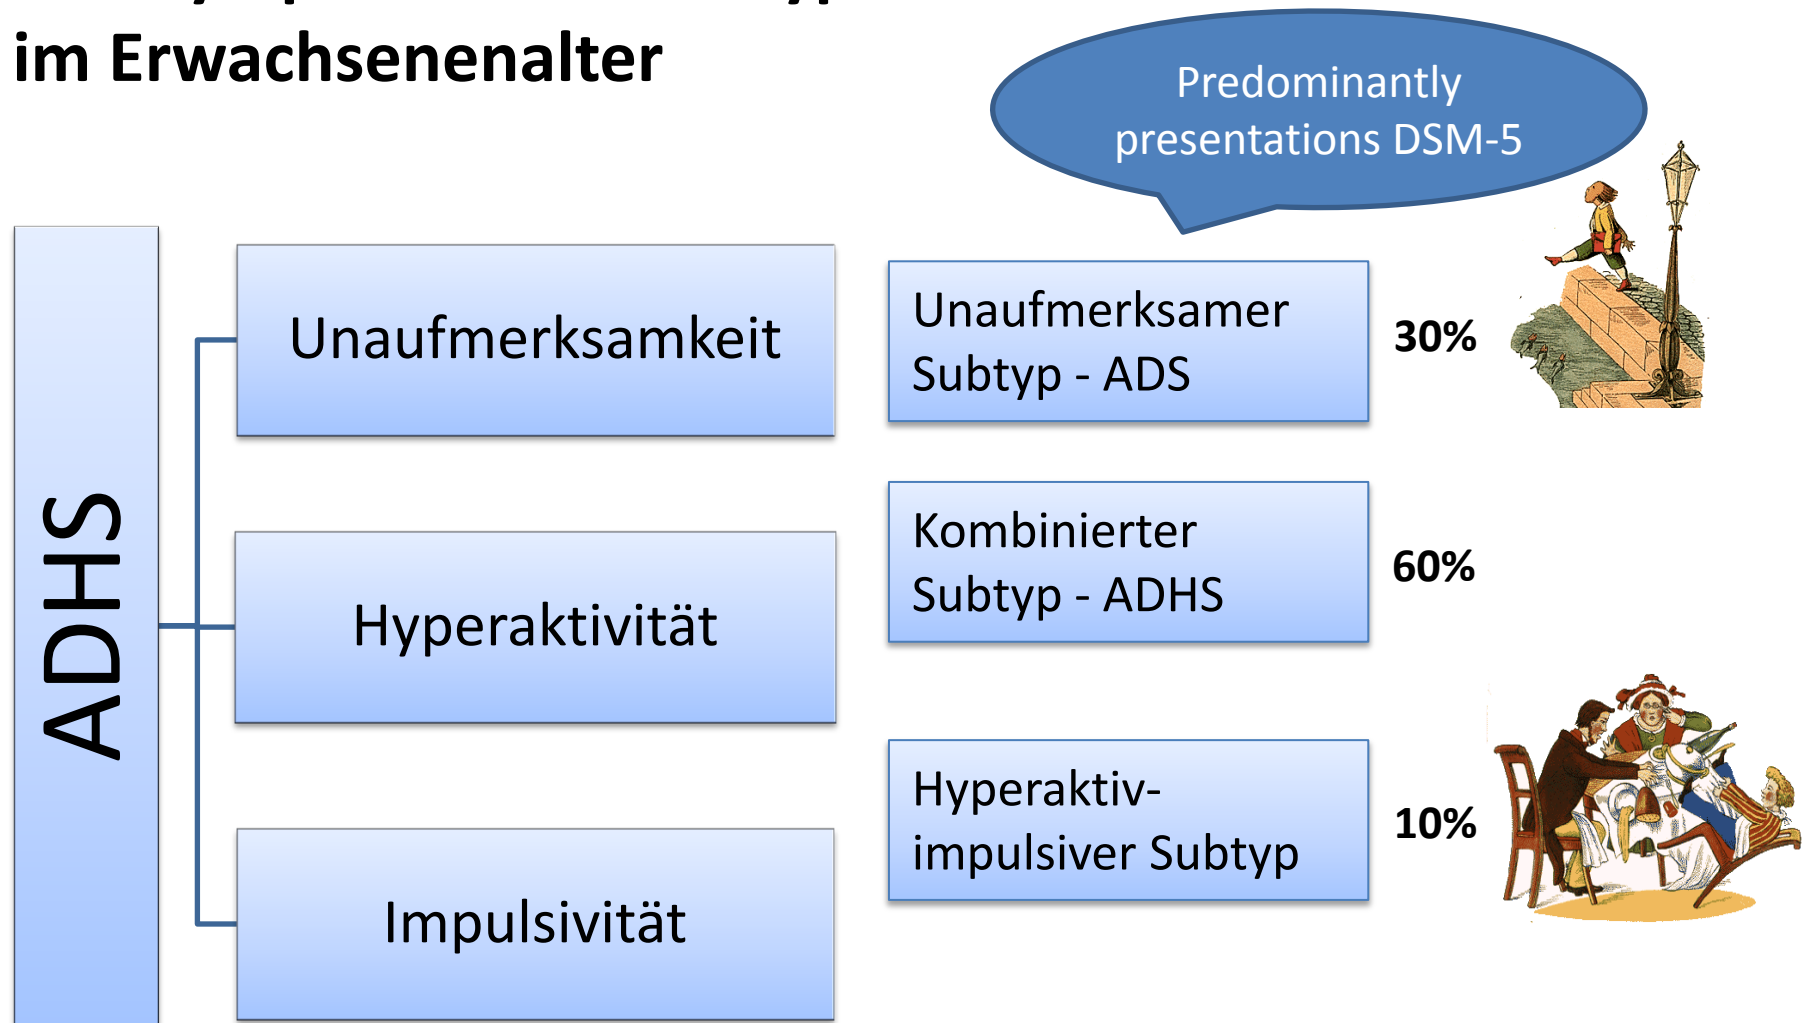 im Erwachsenenalter
Predominantly
presentations DSM-5
ADHS
Unaufmerksamkeit
Hyperaktivität
Impulsivität
Unaufmerksamer
Subtyp - ADS
30%
Kombinierter
Subtyp - ADHS
60%
Hyperaktiv-
impulsiver Subtyp
10%